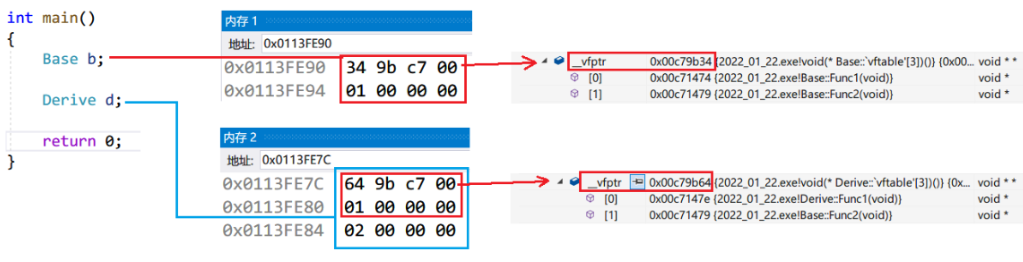 int main()
{
Base b;
Derive d;
return 0;
}
内存 1
地址: 0x0113FE90
0x0113FE90 34 9b c7 00
0x0113FE94 01 00 00 00
__vfptr 0x00c79b34 {2022_01_22.exe!void(* Base::`vftable'[3])()} {0x00... void * *
[0] 0x00c71474 {2022_01_22.exe!Base::Func1(void)} void *
[1] 0x00c71479 {2022_01_22.exe!Base::Func2(void)} void *
内存 2
地址: 0x0113FE7C
0x0113FE7C 64 9b c7 00
0x0113FE80 01 00 00 00
0x0113FE84 02 00 00 00
__vfptr 0x00c79b64 {2022_01_22.exe!void(* Derive::`vftable'[3])()} {0x... void * *
[0] 0x00c7147e {2022_01_22.exe!Derive::Func1(void)} void *
[1] 0x00c71479 {2022_01_22.exe!Base::Func2(void)} void *